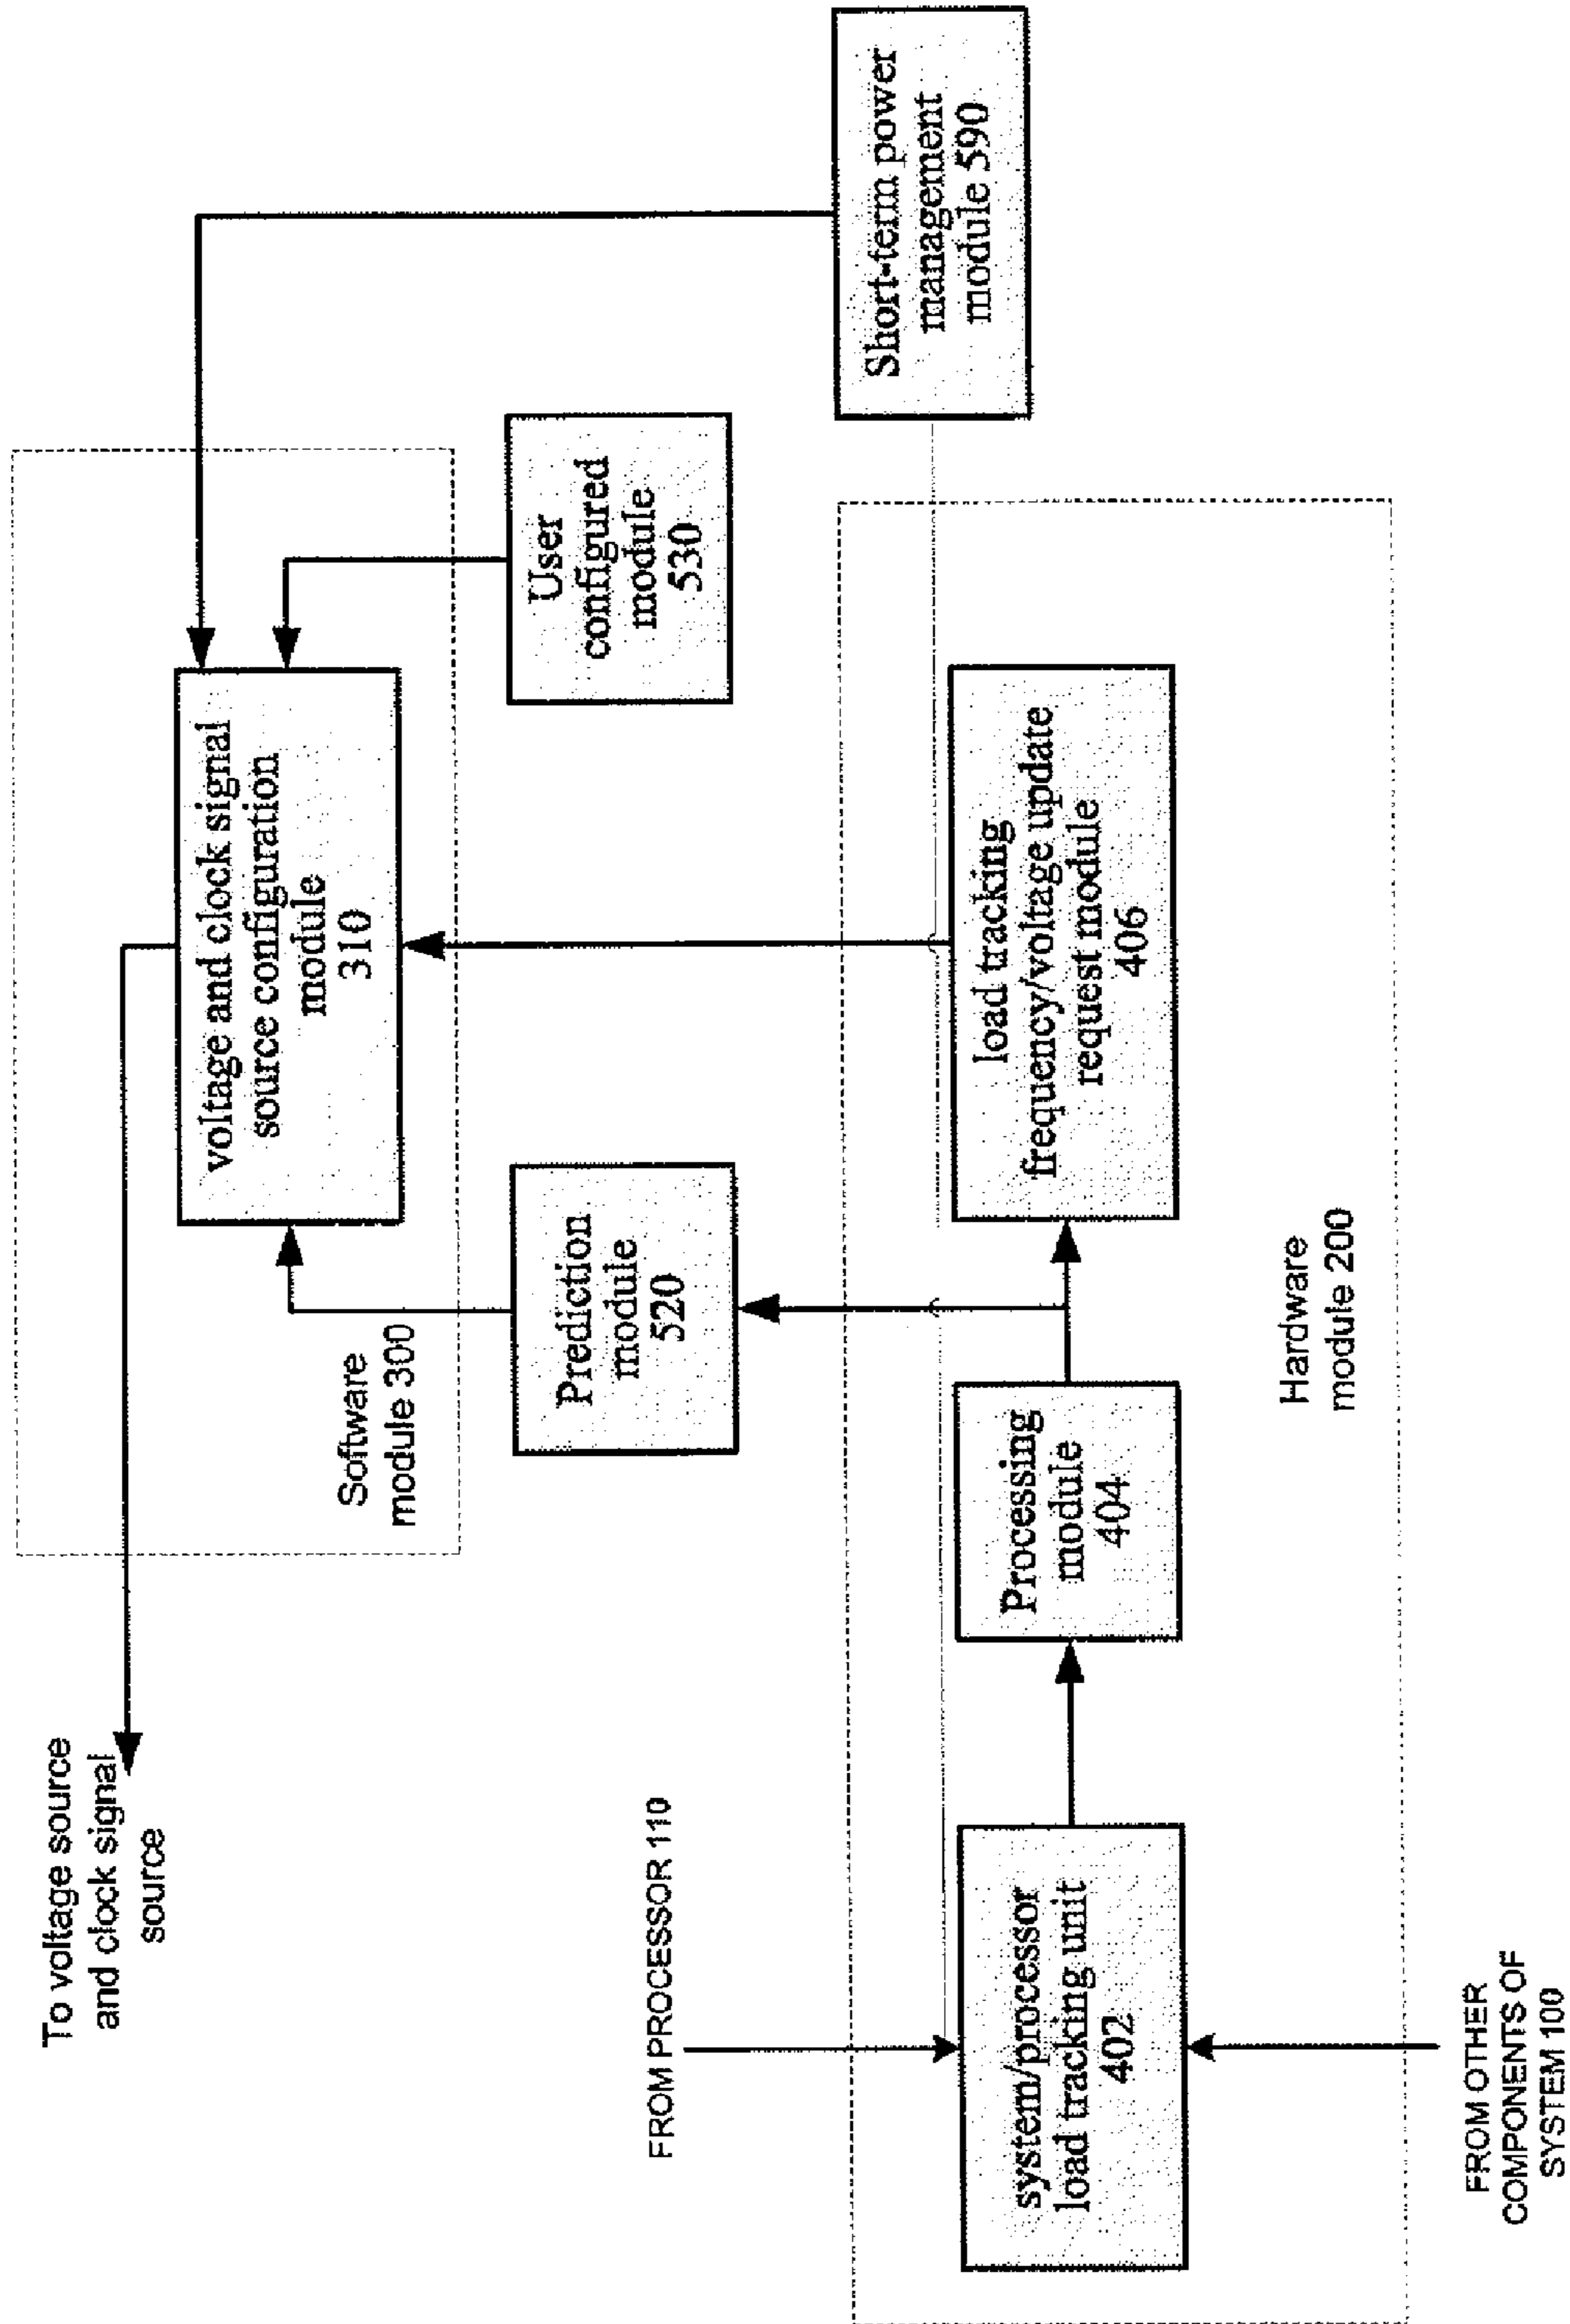 To voltage source
and clock signal
source
voltage and clock signal
source configuration
module
310
Software
module 300
Prediction
module
520
User
configured
module
530
Short-term power
management
module 590
FROM PROCESSOR 110
system/processor
load tracking unit
402
Processing
module
404
load tracking
frequency/voltage update
request module
406
Hardware
module 200
FROM OTHER
COMPONENTS OF
SYSTEM 100